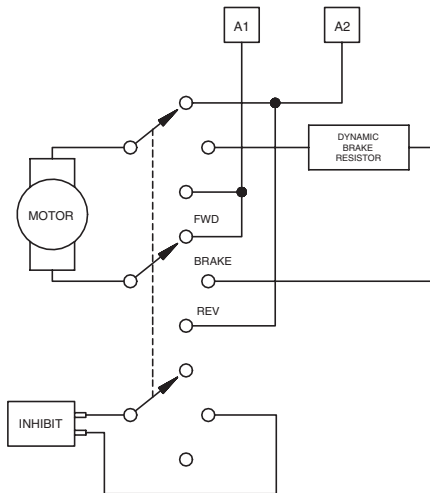 A1
A2
DYNAMIC
BRAKE
RESISTOR
MOTOR
FWD
BRAKE
REV
INHIBIT